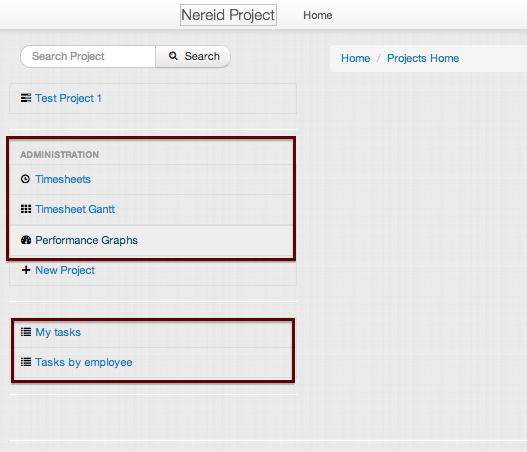 Nereid Project Home
Search Project Search
Home / Projects Home
Test Project 1
ADMINISTRATION
Timesheets
Timesheet Gantt
Performance Graphs
New Project
My tasks
Tasks by employee